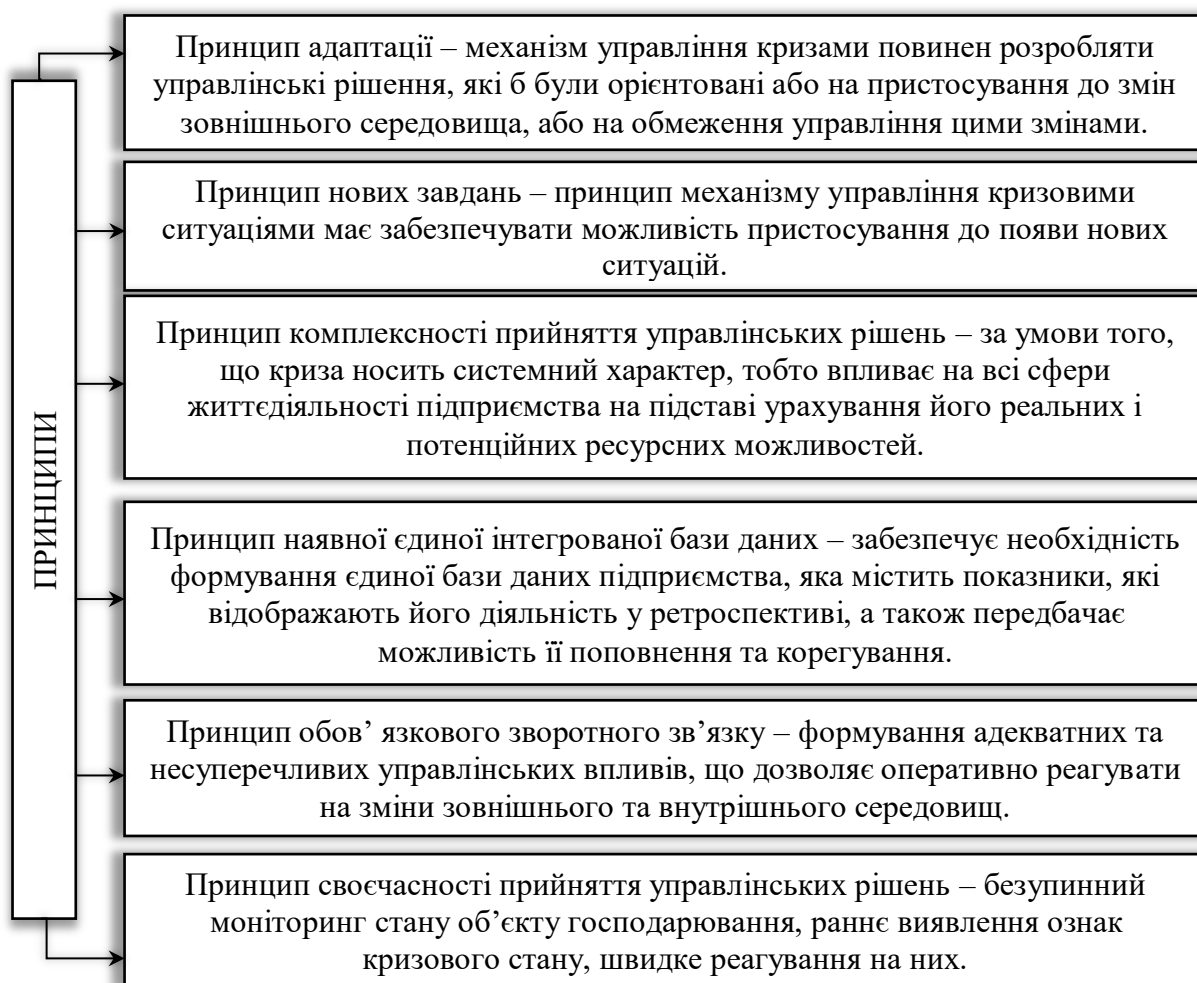 ПРИНЦИПИ
Принцип адаптації – механізм управління кризами повинен розробляти
управлінські рішення, які б були орієнтовані або на пристосування до змін
зовнішнього середовища, або на обмеження управління цими змінами.
Принцип нових завдань – принцип механізму управління кризовими
ситуаціями має забезпечувати можливість пристосування до появи нових
ситуацій.
Принцип комплексності прийняття управлінських рішень – за умови того,
що криза носить системний характер, тобто впливає на всі сфери
життєдіяльності підприємства на підставі урахування його реальних і
потенційних ресурсних можливостей.
Принцип наявної єдиної інтегрованої бази даних – забезпечує необхідність
формування єдиної бази даних підприємства, яка містить показники, які
відображають його діяльність у ретроспективі, а також передбачає
можливість її поповнення та корегування.
Принцип обов’ язкового зворотного зв’язку – формування адекватних та
несуперечливих управлінських впливів, що дозволяє оперативно реагувати
на зміни зовнішнього та внутрішнього середовищ.
Принцип своєчасності прийняття управлінських рішень – безупинний
моніторинг стану об’єкту господарювання, раннє виявлення ознак
кризового стану, швидке реагування на них.